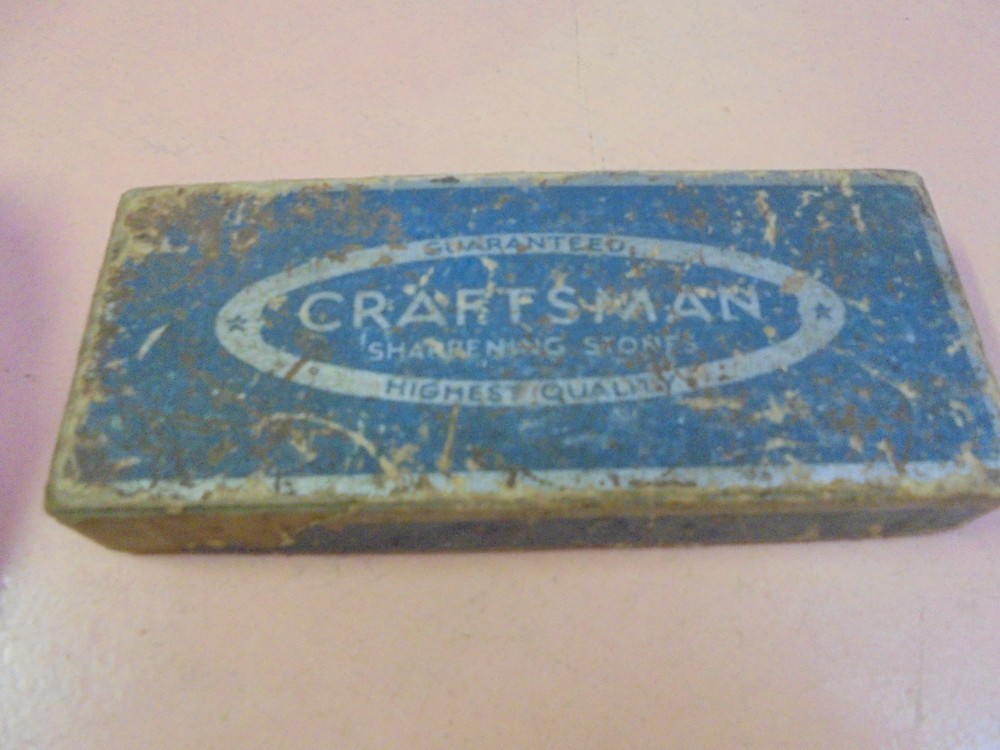 GUARANTEED
CRAFTSMAN
SHARPENING STONES
HIGHEST QUALITY